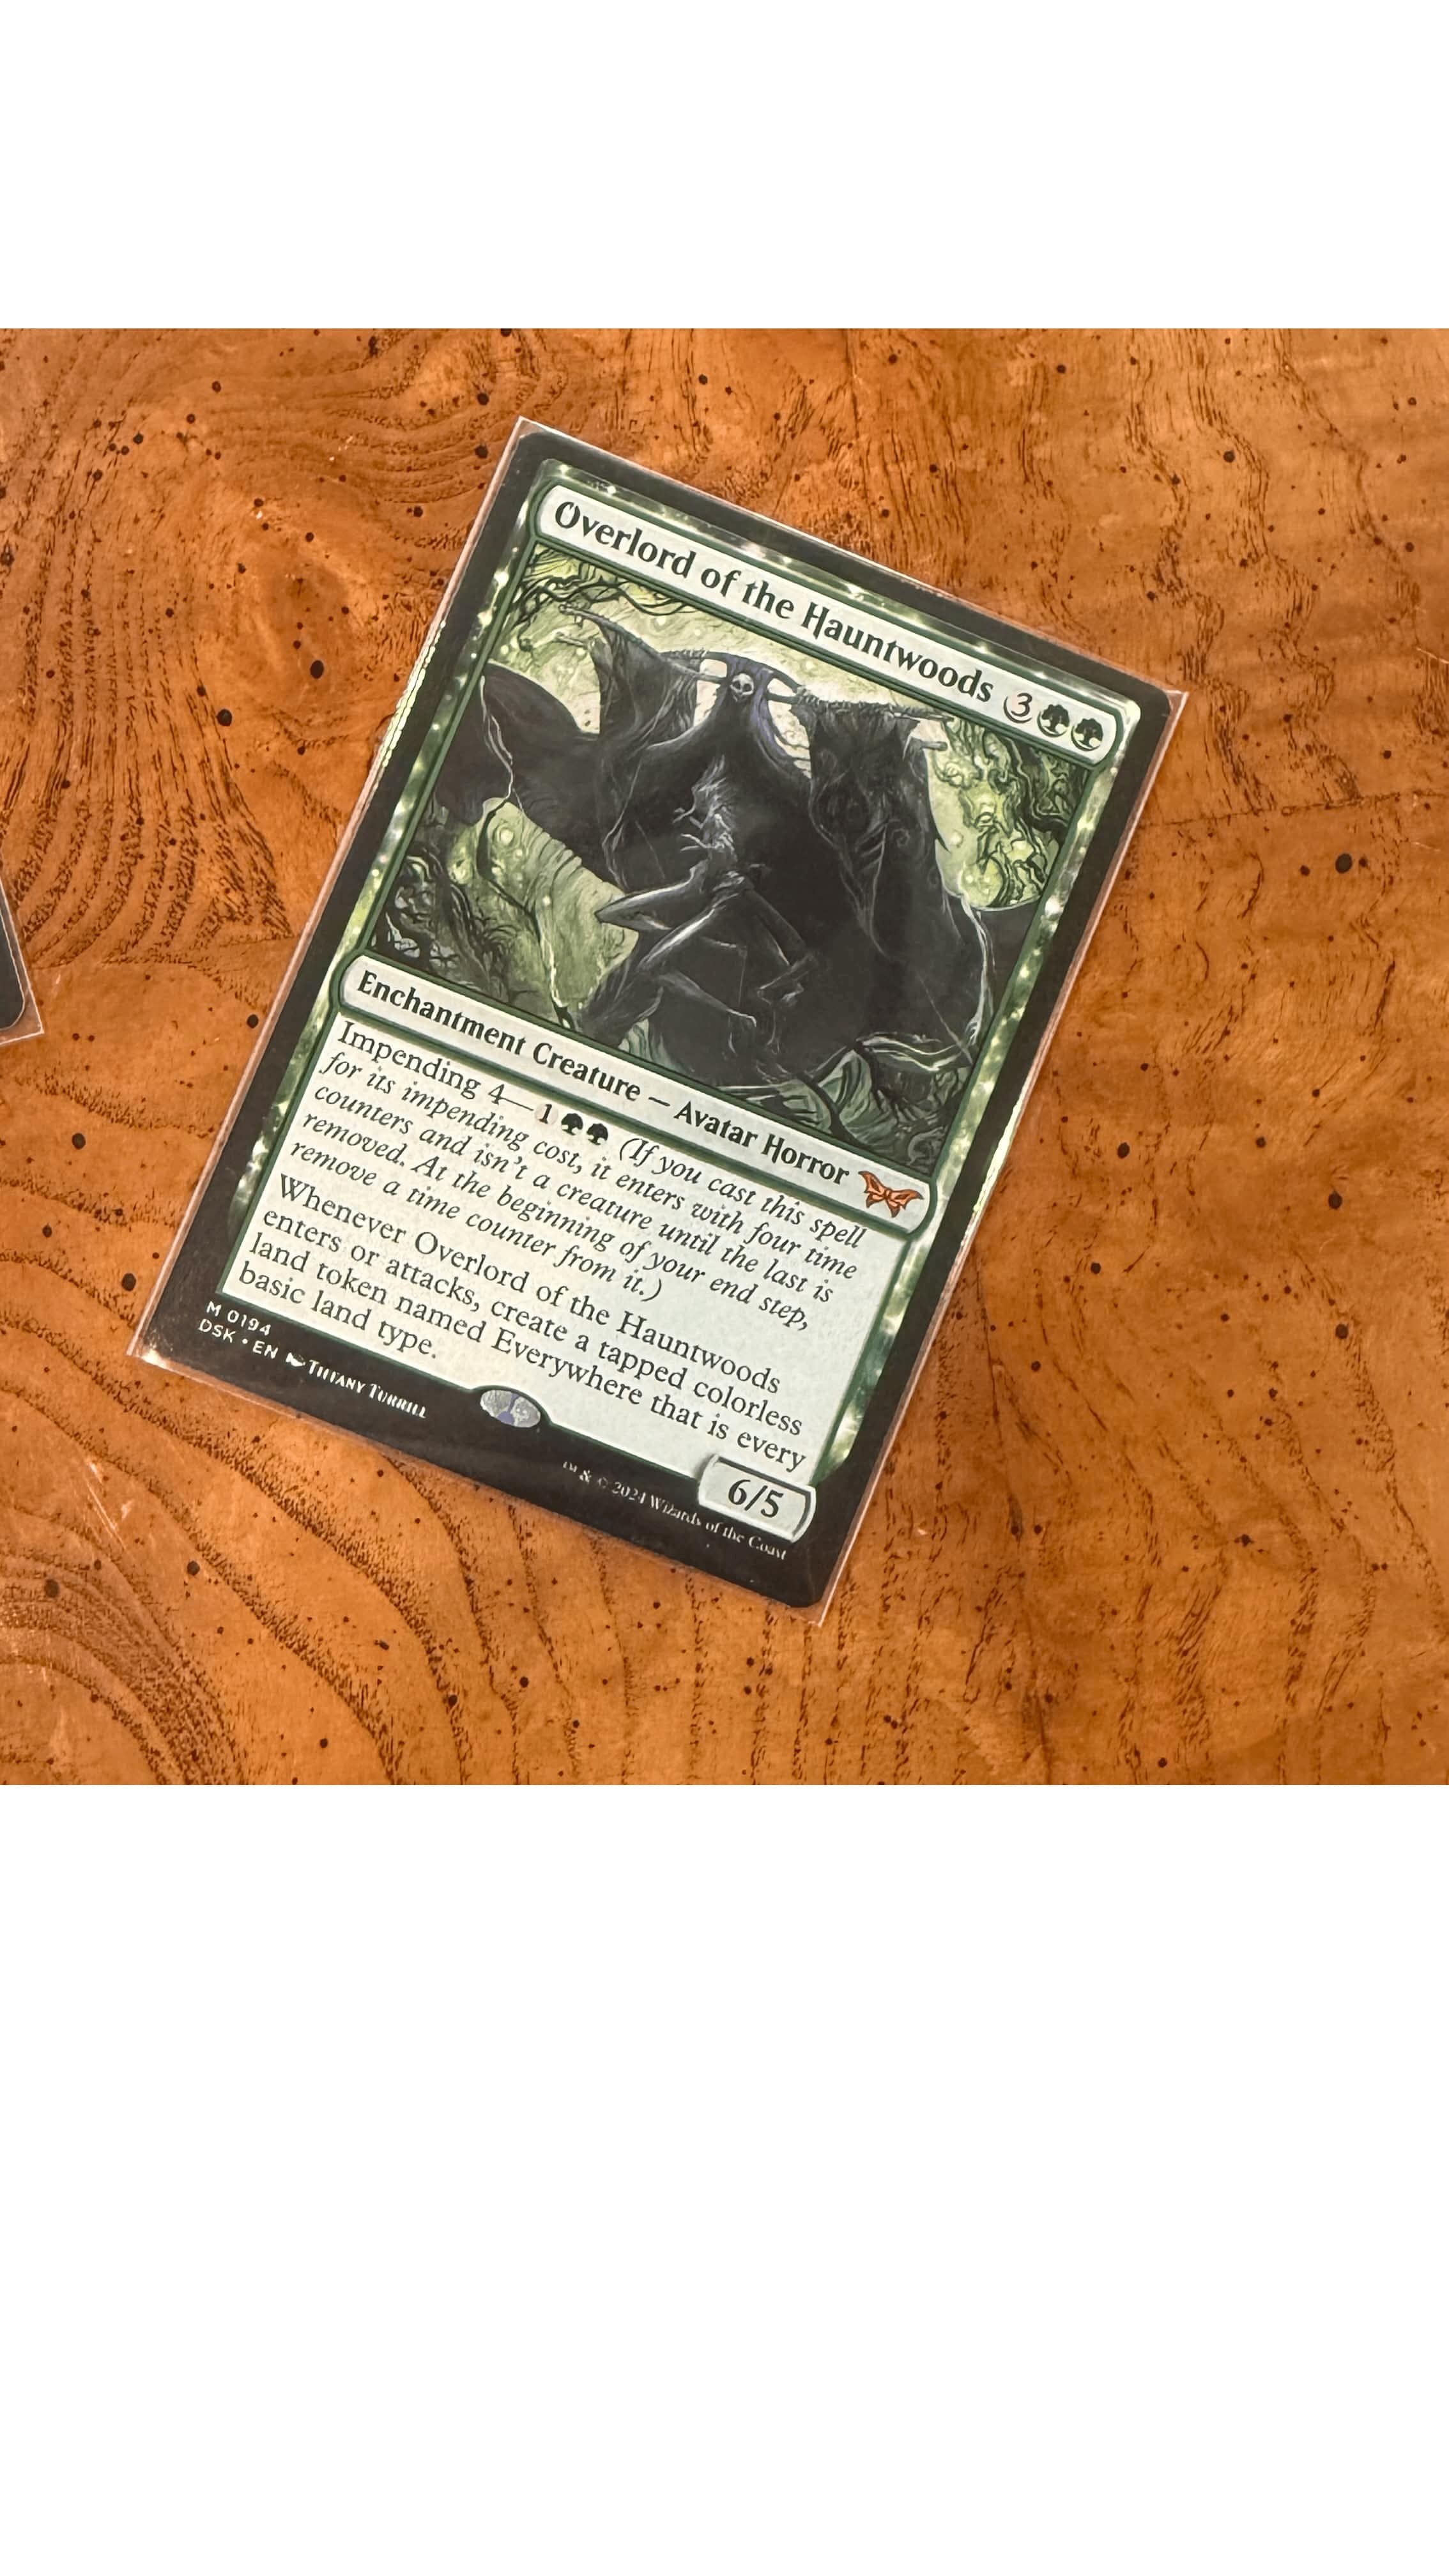 Overlord of the Hauntwoods 3
Enchantment Creature — Avatar Horror
Impending 4—1 (If you cast this spell
for its impending cost, it enters with four time
counters and isn't a creature until the last is
removed. At the beginning of your end step,
remove a time counter from it.)
Whenever Overlord of the Hauntwoods
enters or attacks, create a tapped colorless
land token named Everywhere that is every
basic land type.
6/5
M 0194
DSK • EN TIFFANY TURRILL
™ & © 2024 Wizards of the Coast